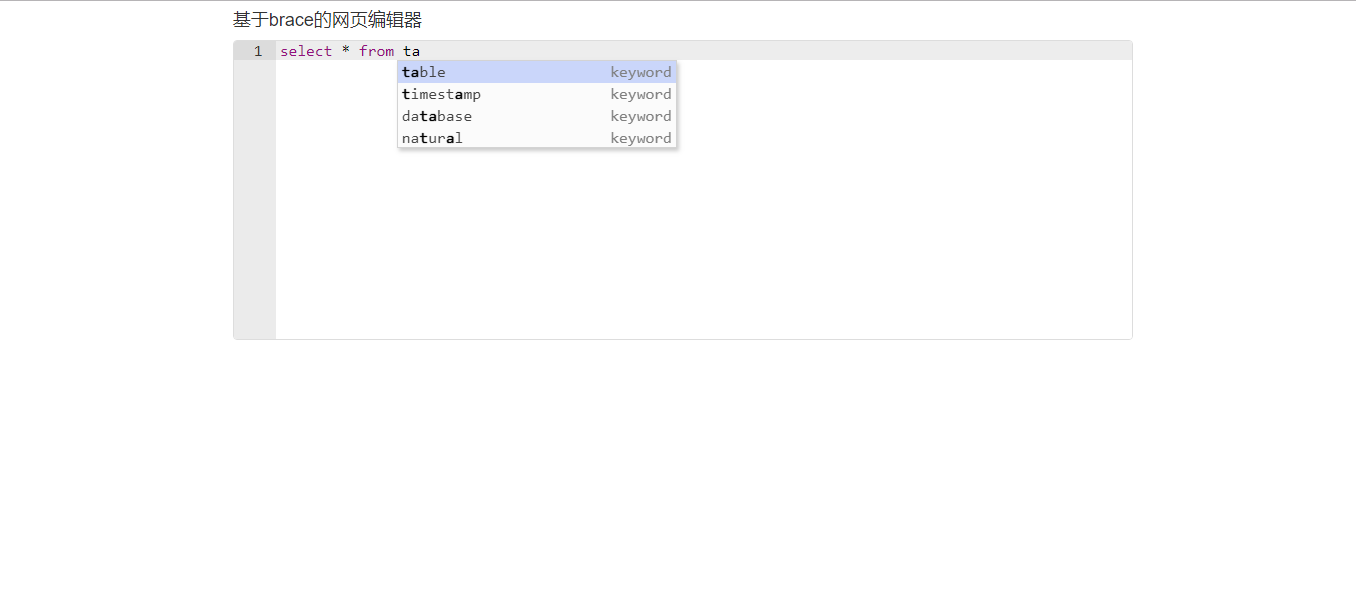 基于brace的网页编辑器
1 select * from ta
table keyword
timestamp keyword
database keyword
natural keyword